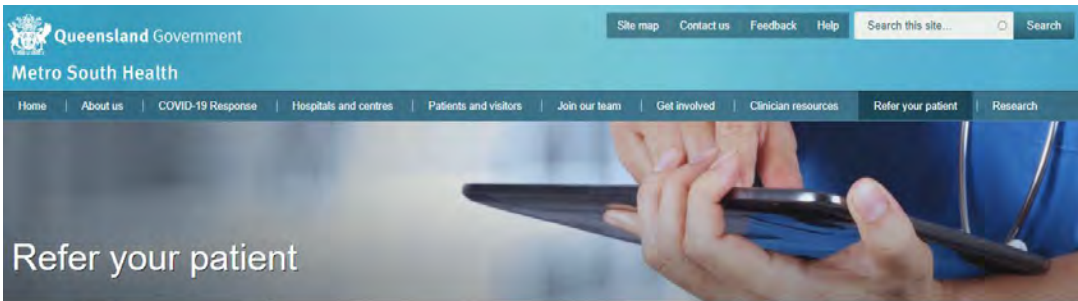 Queensland Government
Site map Contact us Feedback Help Search this site... Search
Metro South Health
Home About us COVID-19 Response Hospitals and centres Patients and visitors Join our team Get involved Clinician resources Refer your patient Research
Refer your patient